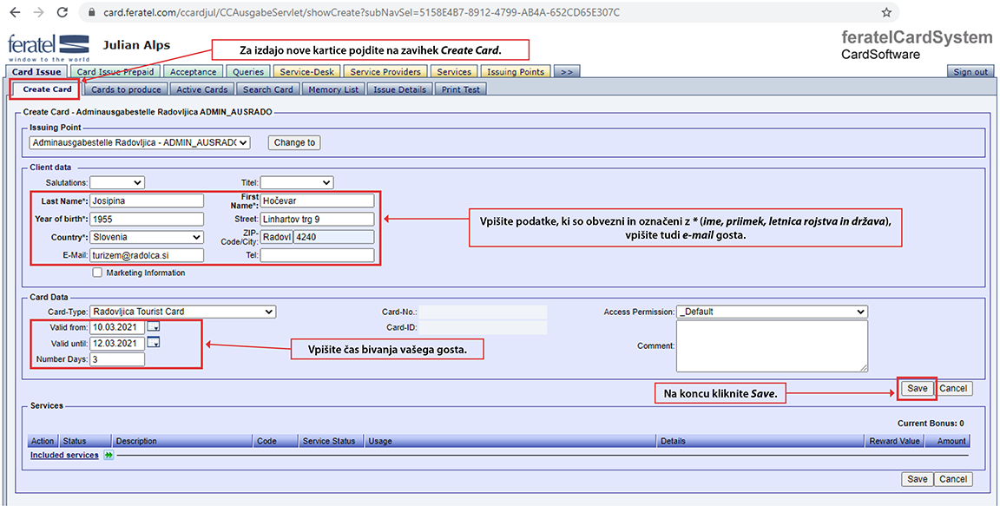 card.feratel.com/ccardjul/CCAusgabeServlet/showCreate?subNavSel=5158E4B7-8912-4799-AB4A-652CD65E307C
feratel
window to the world
Julian Alps
Za izdajo nove kartice pojdite na zavihek Create Card.
feratelCardSystem
CardSoftware
Card Issue Card Issue Prepaid Acceptance Queries Service-Desk Service Providers Services Issuing Points >> Sign out
Create Card Cards to produce Active Cards Search Card Memory List Issue Details Print Test
Create Card - Adminausgabestelle Radovljica ADMIN_AUSRADO
Issuing Point
Adminausgabestelle Radovljica - ADMIN_AUSRADO Change to
Client data
Salutations: Titel:
Last Name*: Josipina First Name*: Hočevar
Year of birth*: 1955 Street: Linhartov trg 9
Country*: Slovenia ZIP-Code/City: Radovl 4240
E-Mail: turizem@radolca.si Tel:
Marketing Information
Vpišite podatke, ki so obvezni in označeni z * (ime, priimek, letnica rojstva in država),
vpišite tudi e-mail gosta.
Card Data
Card-Type: Radovljica Tourist Card Card-No.: Access Permission: _Default
Valid from: 10.03.2021 Card-ID:
Valid until: 12.03.2021 Comment:
Number Days: 3
Vpišite čas bivanja vašega gosta.
Na koncu kliknite Save.
Save Cancel
Services
Current Bonus: 0
Action Status Description Code Service Status Usage Details Reward Value Amount
Included services
Save Cancel